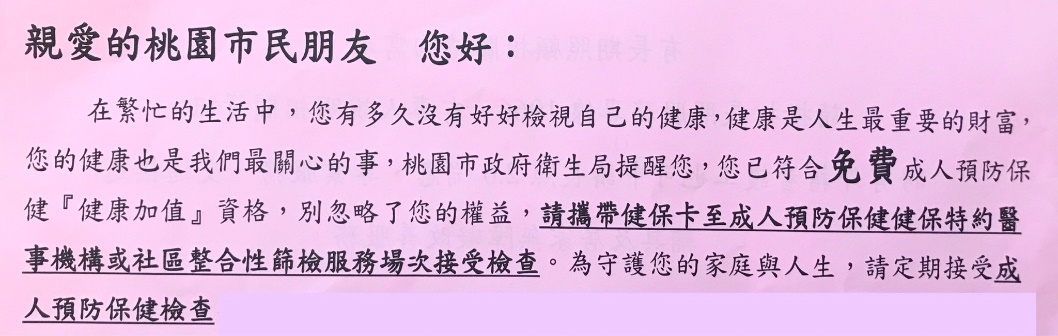 親愛的桃園市民朋友　您好：
在繁忙的生活中，您有多久沒有好好檢視自己的健康，健康是人生最重要的財富，
您的健康也是我們最關心的事，桃園市政府衛生局提醒您，您已符合免費成人預防保
健『健康加值』資格，別忽略了您的權益，請攜帶健保卡至成人預防保健健保特約醫
事機構或社區整合性篩檢服務場次接受檢查。為守護您的家庭與人生，請定期接受成
人預防保健檢查